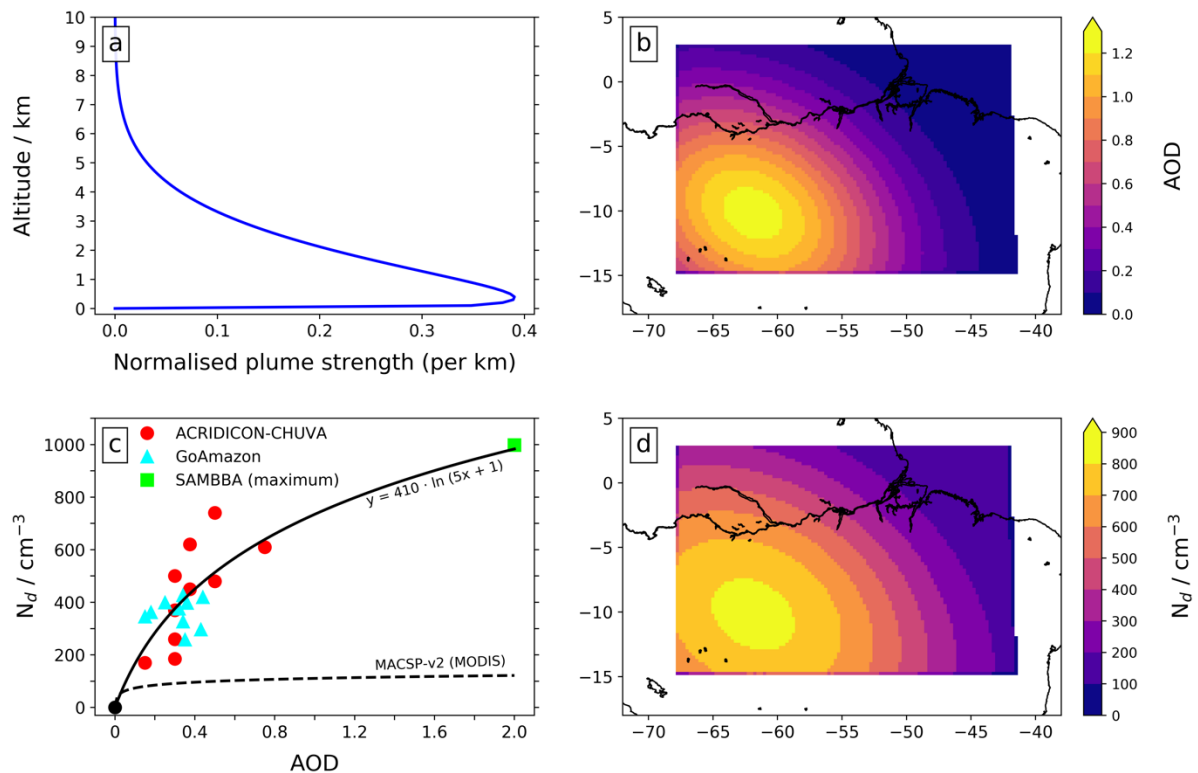 a
10
9
8
7
6
5
4
3
2
1
0
Altitude / km
0.0 0.1 0.2 0.3 0.4
Normalised plume strength (per km)
b
5
0
−5
−10
−15
−70 −65 −60 −55 −50 −45 −40
1.2
1.0
0.8
0.6
0.4
0.2
0.0
AOD
c
ACRIDICON-CHUVA
GoAmazon
SAMBBA (maximum)
y = 410 · ln (5x + 1)
MACSP-v2 (MODIS)
1000
800
600
400
200
0
N_d / cm⁻³
0 0.4 0.8 1.2 1.6 2.0
AOD
d
5
0
−5
−10
−15
−70 −65 −60 −55 −50 −45 −40
900
800
700
600
500
400
300
200
100
0
N_d / cm⁻³